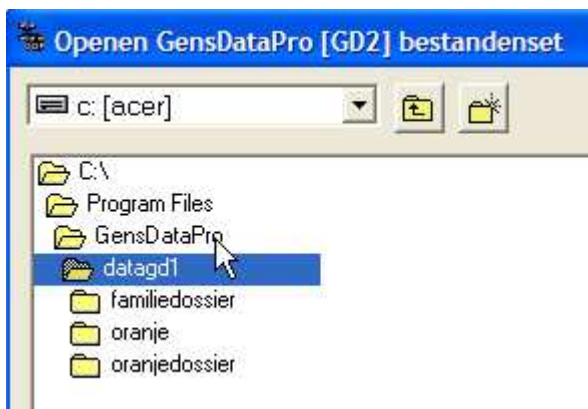 Openen GensDataPro [GD2] bestandenset
c: [acer]
C:\
Program Files
GensDataPro
datagd1
familiedossier
oranje
oranjedossier